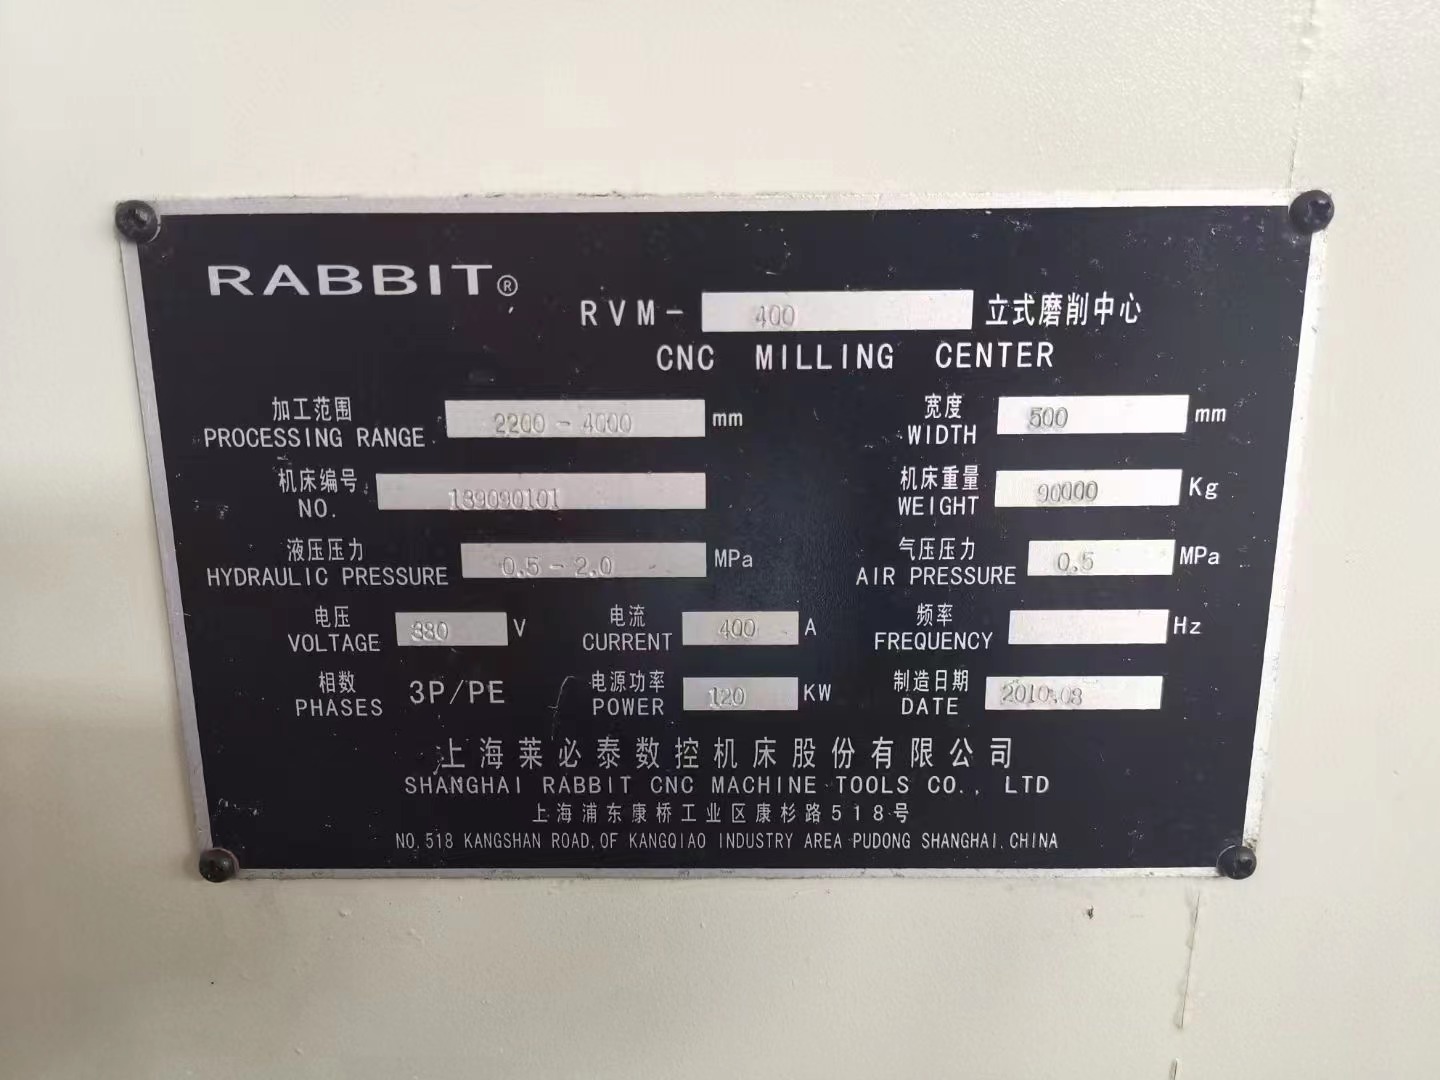 RABBIT®
RVM- 400 立式磨削中心
CNC MILLING CENTER
加工范围 宽度
PROCESSING RANGE 2200-4000 mm WIDTH 500 mm
机床编号 机床重量
NO. 189090101 WEIGHT 90000 Kg
液压压力 气压压力
HYDRAULIC PRESSURE 0.5-2.0 MPa AIR PRESSURE 0.5 MPa
电压 电流 频率
VOLTAGE 380 V CURRENT 400 A FREQUENCY Hz
相数 电源功率 制造日期
PHASES 3P/PE POWER 120 KW DATE 2010.08
上海莱必泰数控机床股份有限公司
SHANGHAI RABBIT CNC MACHINE TOOLS CO., LTD
上海浦东康桥工业区康杉路518号
NO.518 KANGSHAN ROAD,OF KANGQIAO INDUSTRY AREA PUDONG SHANGHAI.CHINA